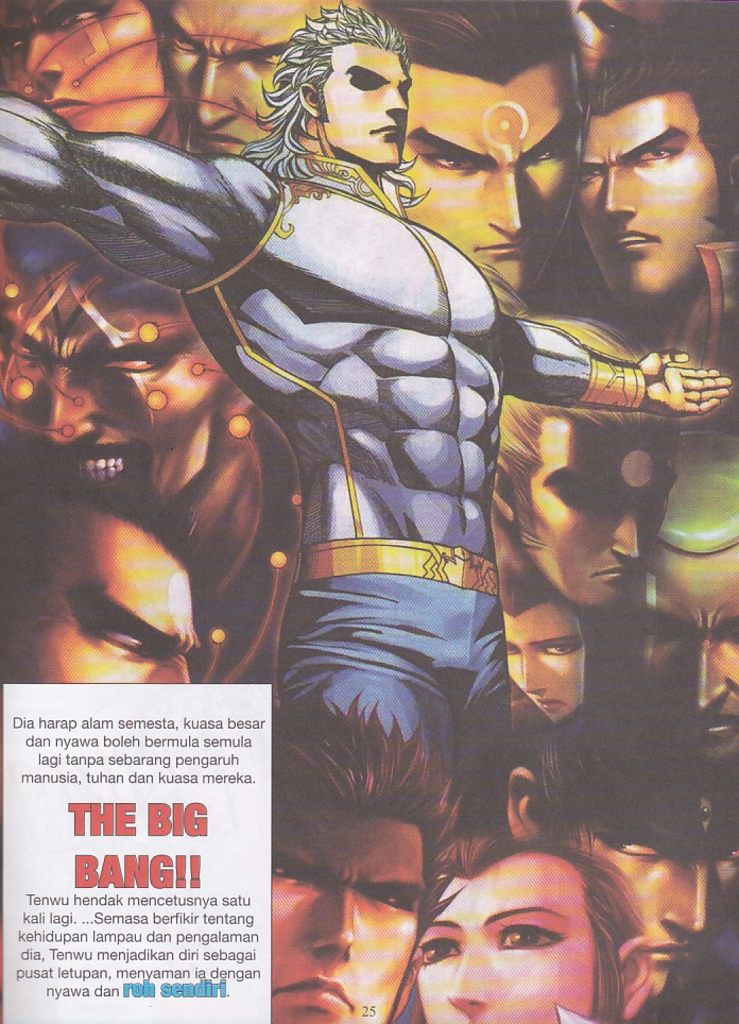 Dia harap alam semesta, kuasa besar
dan nyawa boleh bermula semula
lagi tanpa sebarang pengaruh
manusia, tuhan dan kuasa mereka.
THE BIG
BANG!!
Tenwu hendak mencetusnya satu
kali lagi. ...Semasa berfikir tentang
kehidupan lampau dan pengalaman
dia, Tenwu menjadikan diri sebagai
pusat letupan, menyaman ia dengan
nyawa dan roh sendiri.
25